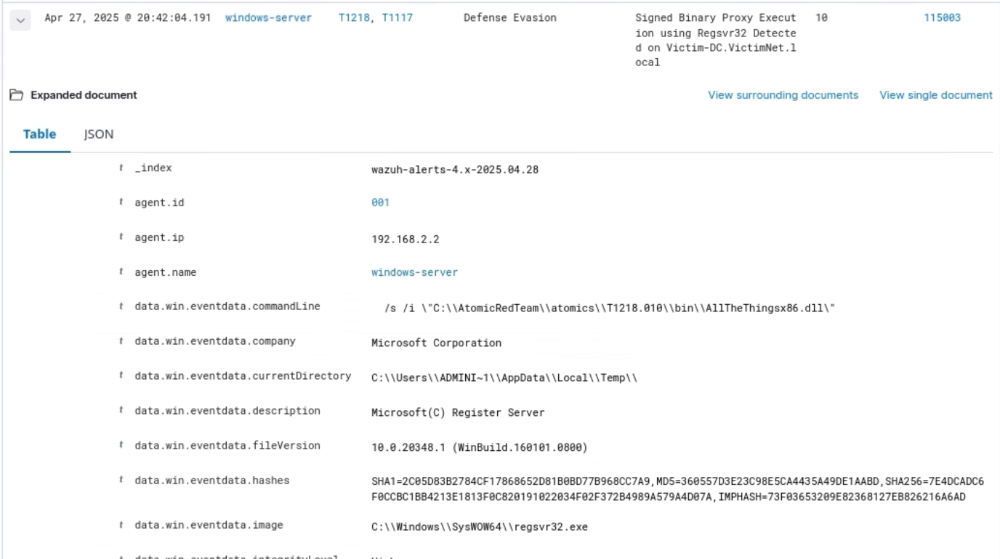 Apr 27, 2025 @ 20:42:04.191 windows-server T1218, T1117 Defense Evasion Signed Binary Proxy Execut 10 115003
ion using Regsvr32 Detecte
d on Victim-DC.VictimNet.l
ocal
Expanded document View surrounding documents View single document
Table JSON
t _index wazuh-alerts-4.x-2025.04.28
t agent.id 001
t agent.ip 192.168.2.2
t agent.name windows-server
t data.win.eventdata.commandLine /s /i \"C:\\AtomicRedTeam\\atomics\\T1218.010\\bin\\AllTheThingsx86.dll\"
t data.win.eventdata.company Microsoft Corporation
t data.win.eventdata.currentDirectory C:\\Users\\ADMINI~1\\AppData\\Local\\Temp\\
t data.win.eventdata.description Microsoft(C) Register Server
t data.win.eventdata.fileVersion 10.0.20348.1 (WinBuild.160101.0800)
t data.win.eventdata.hashes SHA1=2C05D83B2784CF17868652D81B0BD77B968CC7A9,MD5=360557D3E23C98E5CA4435A49DE1AABD,SHA256=7E4DCADC6
F0CCBC1BB4213E1813F0C820191022034F02F372B4989A579A4D07A,IMPHASH=73F03653209E82368127EB826216A6AD
t data.win.eventdata.image C:\\Windows\\SysWOW64\\regsvr32.exe
t data.win.eventdata.integrityLevel